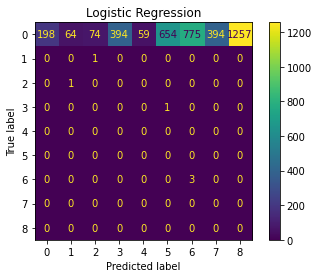 Logistic Regression
0 198 64 74 394 59 654 775 394 1257
1 0 0 1 0 0 0 0 0 0
2 0 1 0 0 0 0 0 0 0
3 0 0 0 0 0 1 0 0 0
4 0 0 0 0 0 0 0 0 0
5 0 0 0 0 0 0 0 0 0
6 0 0 0 0 0 0 3 0 0
7 0 0 0 0 0 0 0 0 0
8 0 0 0 0 0 0 0 0 0
0 1 2 3 4 5 6 7 8
Predicted label
True label
1200
1000
800
600
400
200
0